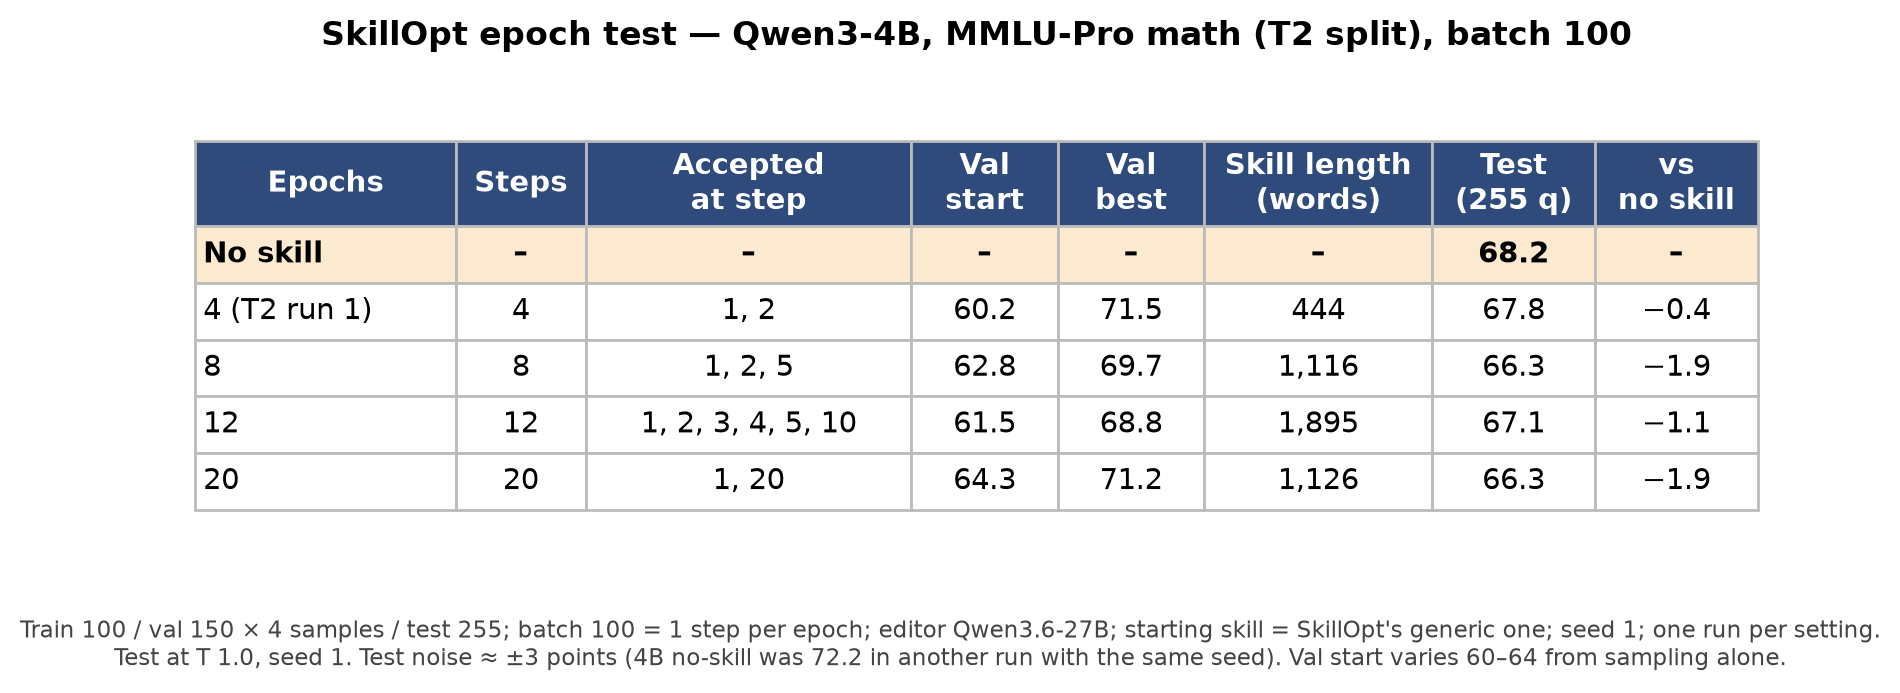 SkillOpt epoch test — Qwen3-4B, MMLU-Pro math (T2 split), batch 100
Epochs Steps Accepted at step Val start Val best Skill length (words) Test (255 q) vs no skill
No skill – – – – – 68.2 –
4 (T2 run 1) 4 1, 2 60.2 71.5 444 67.8 −0.4
8 8 1, 2, 5 62.8 69.7 1,116 66.3 −1.9
12 12 1, 2, 3, 4, 5, 10 61.5 68.8 1,895 67.1 −1.1
20 20 1, 20 64.3 71.2 1,126 66.3 −1.9
Train 100 / val 150 × 4 samples / test 255; batch 100 = 1 step per epoch; editor Qwen3.6-27B; starting skill = SkillOpt's generic one; seed 1; one run per setting.
Test at T 1.0, seed 1. Test noise ≈ ±3 points (4B no-skill was 72.2 in another run with the same seed). Val start varies 60–64 from sampling alone.